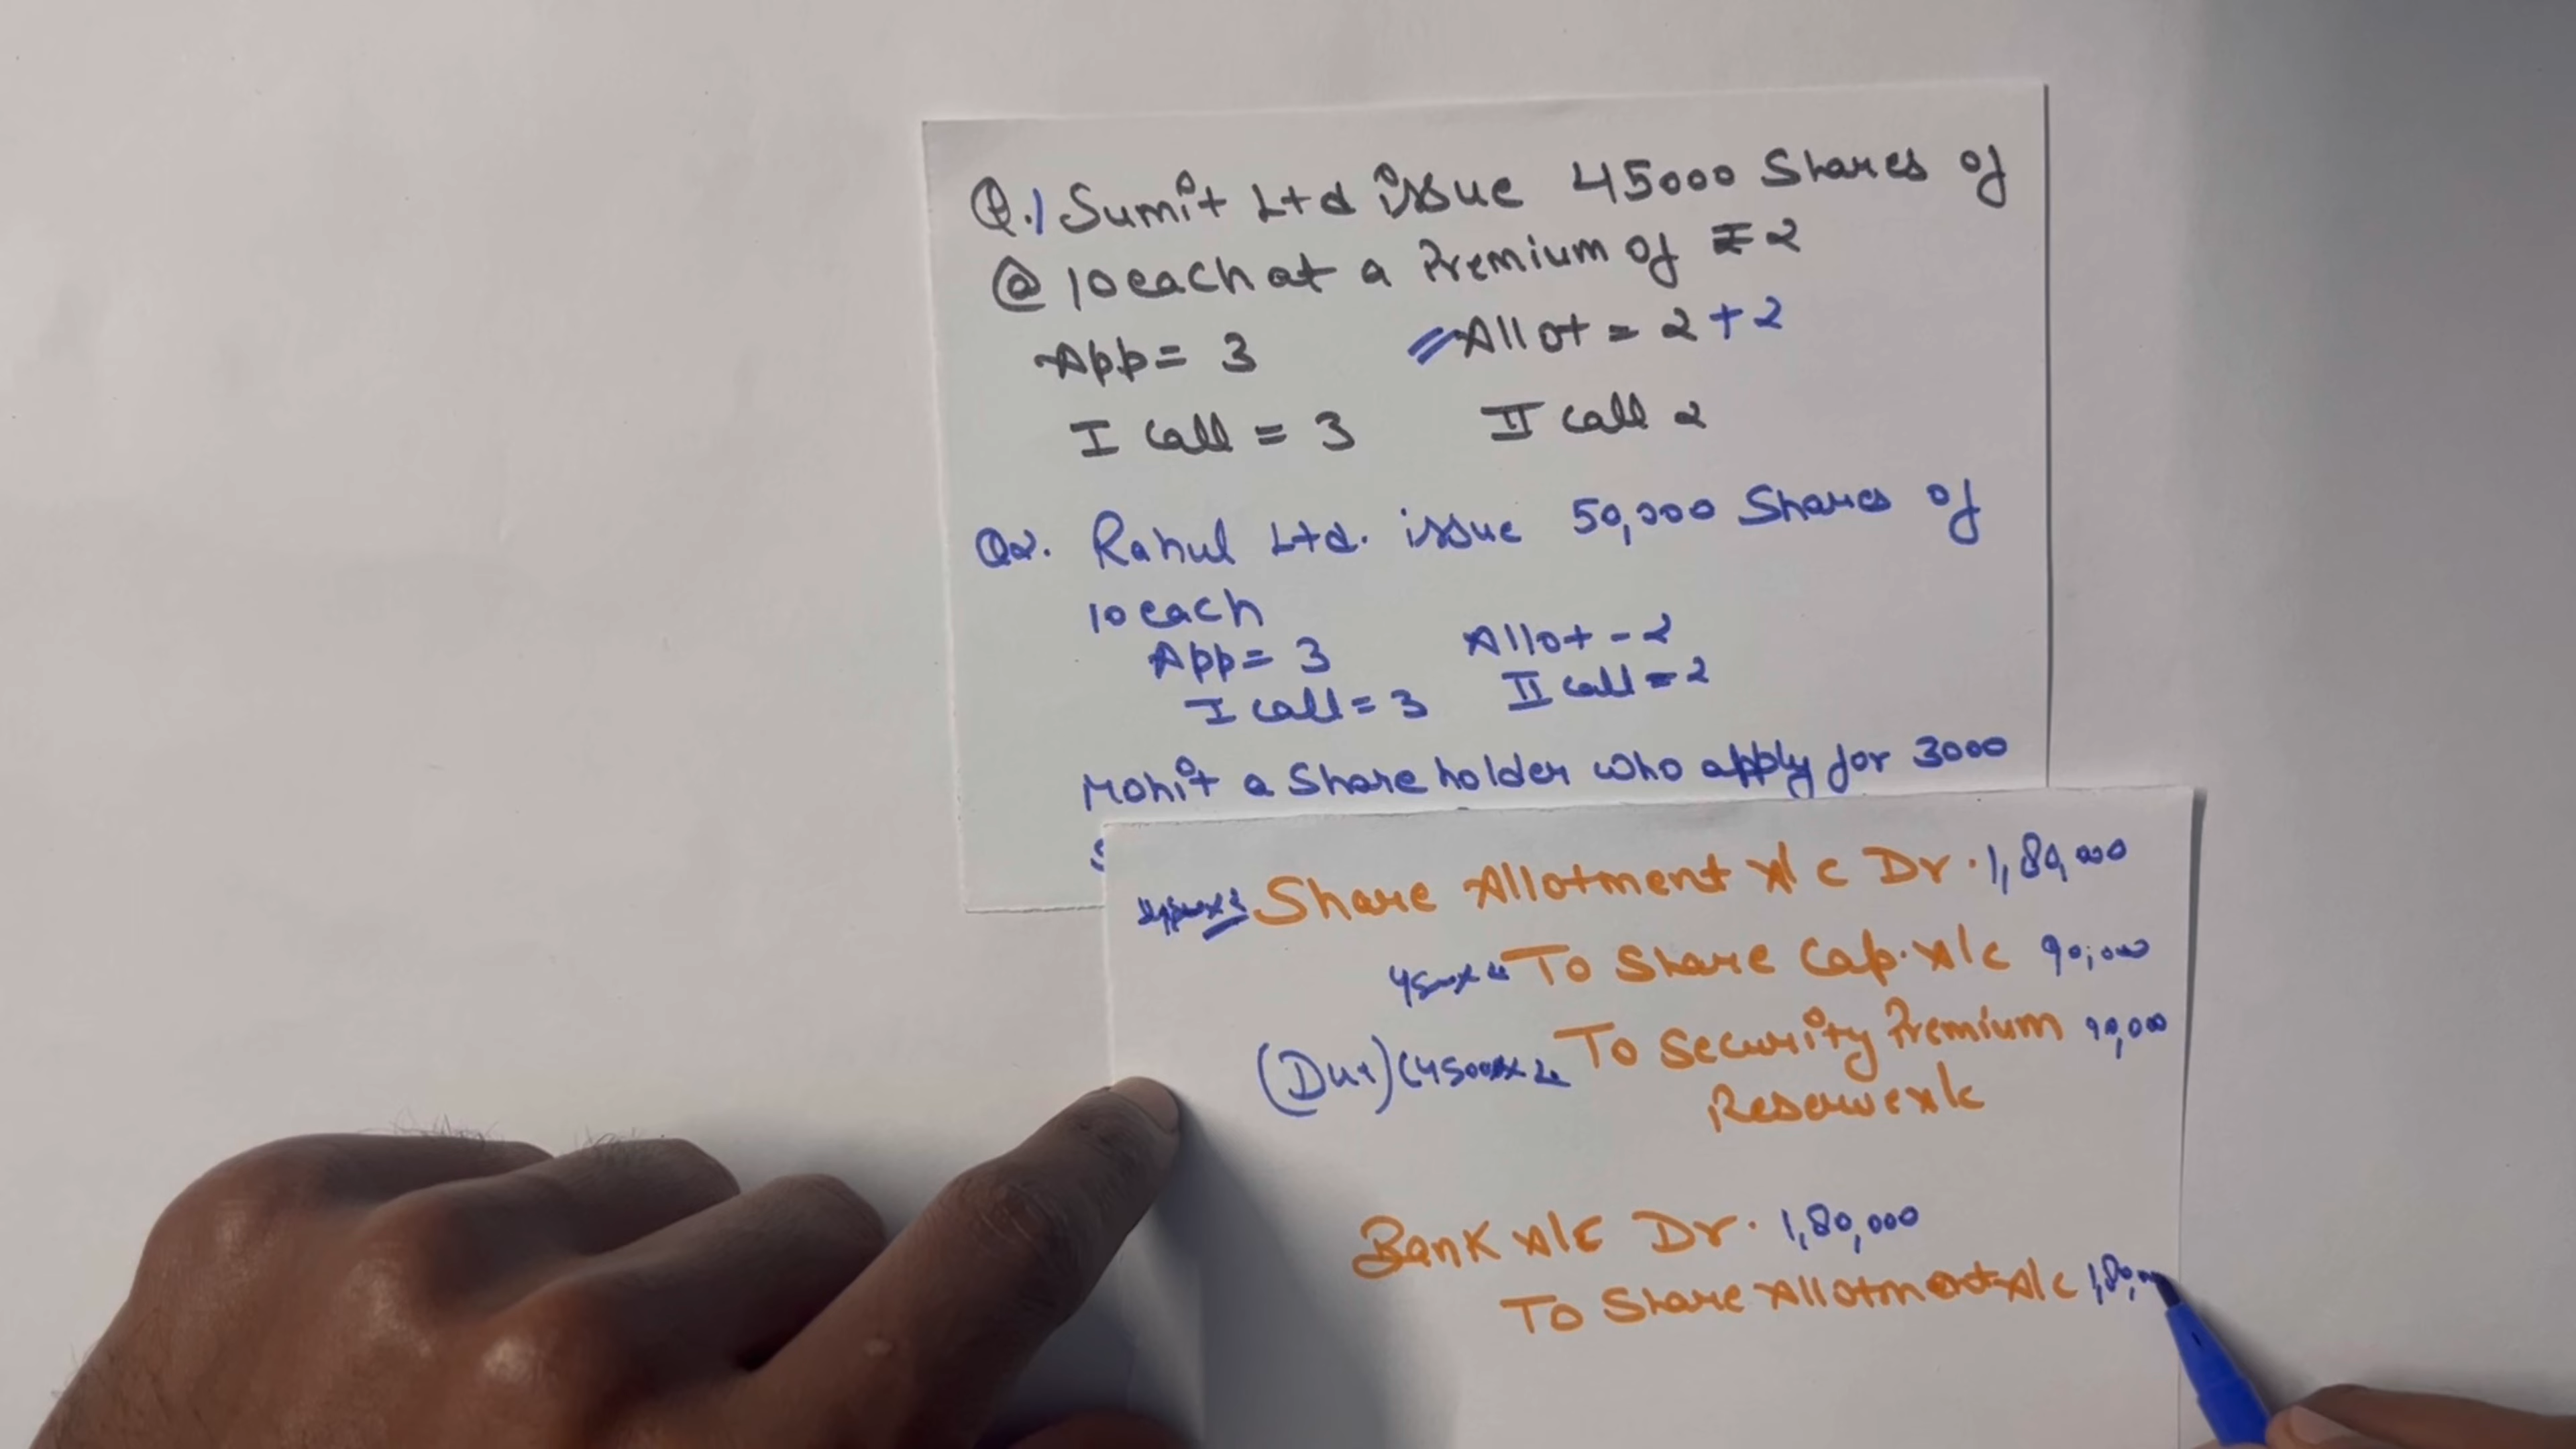 Q.1 Sumit Ltd issue 45000 Shares of
@ 10 each at a Premium of 2
App = 3 Allot = 2 + 2
I call = 3 II call 2
Q2. Rahul Ltd. issue 50,000 Shares of
10 each
App = 3 Allot - 2
I call = 3 II call = 2
Mohit a Share holder who apply for 3000
Share Allotment A/c Dr. 1,80,000
To Share Cap. A/c 90,000
(Due) (45000x2 To Security Premium 90,000
Reserve A/c
Bank A/c Dr. 1,80,000
To Share Allotment A/c